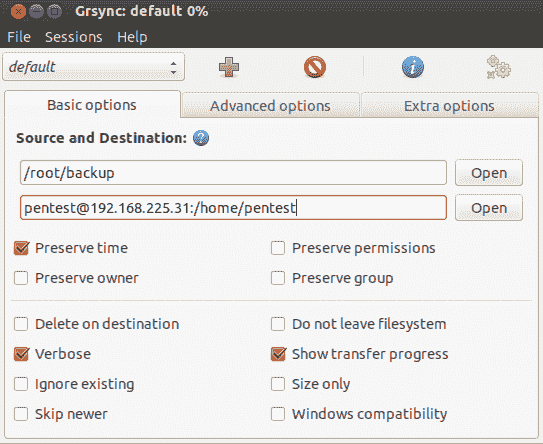 Grsync: default 0%
File Sessions Help
default
Basic options Advanced options Extra options
Source and Destination:
/root/backup Open
pentest@192.168.225.31:/home/pentest Open
Preserve time Preserve permissions
Preserve owner Preserve group
Delete on destination Do not leave filesystem
Verbose Show transfer progress
Ignore existing Size only
Skip newer Windows compatibility